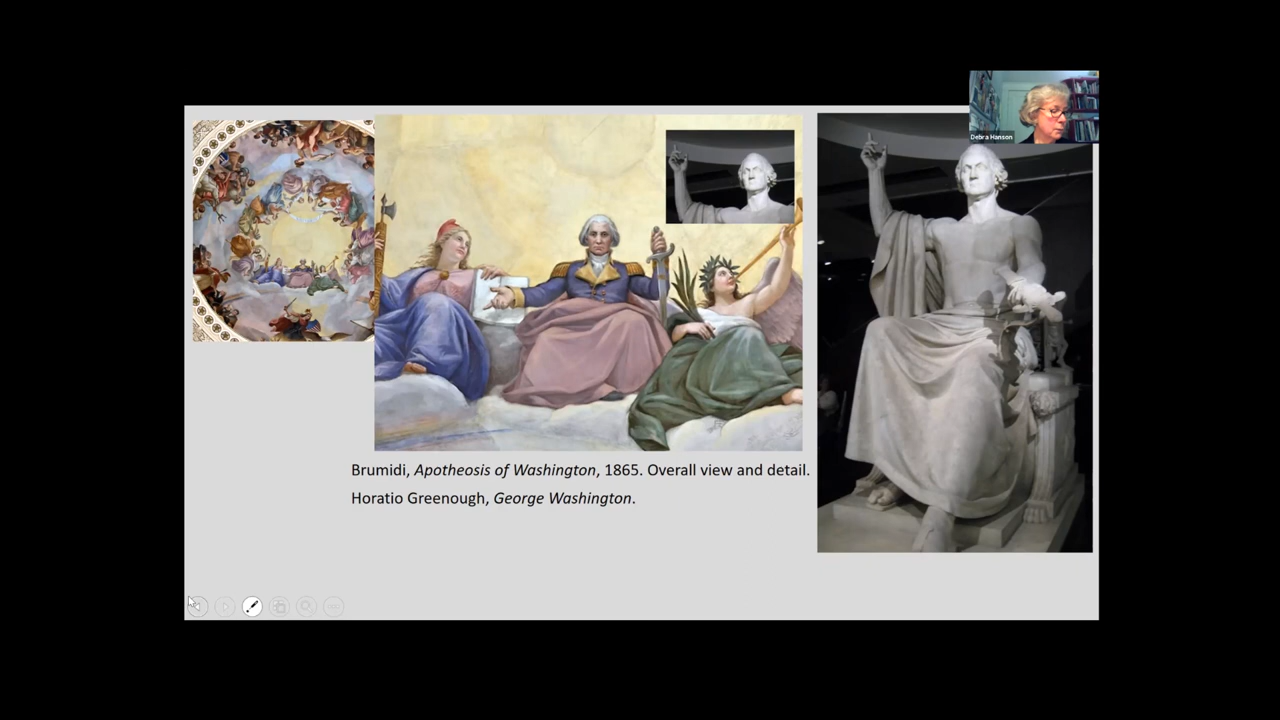 Debra Hanson
Brumidi, Apotheosis of Washington, 1865. Overall view and detail.
Horatio Greenough, George Washington.